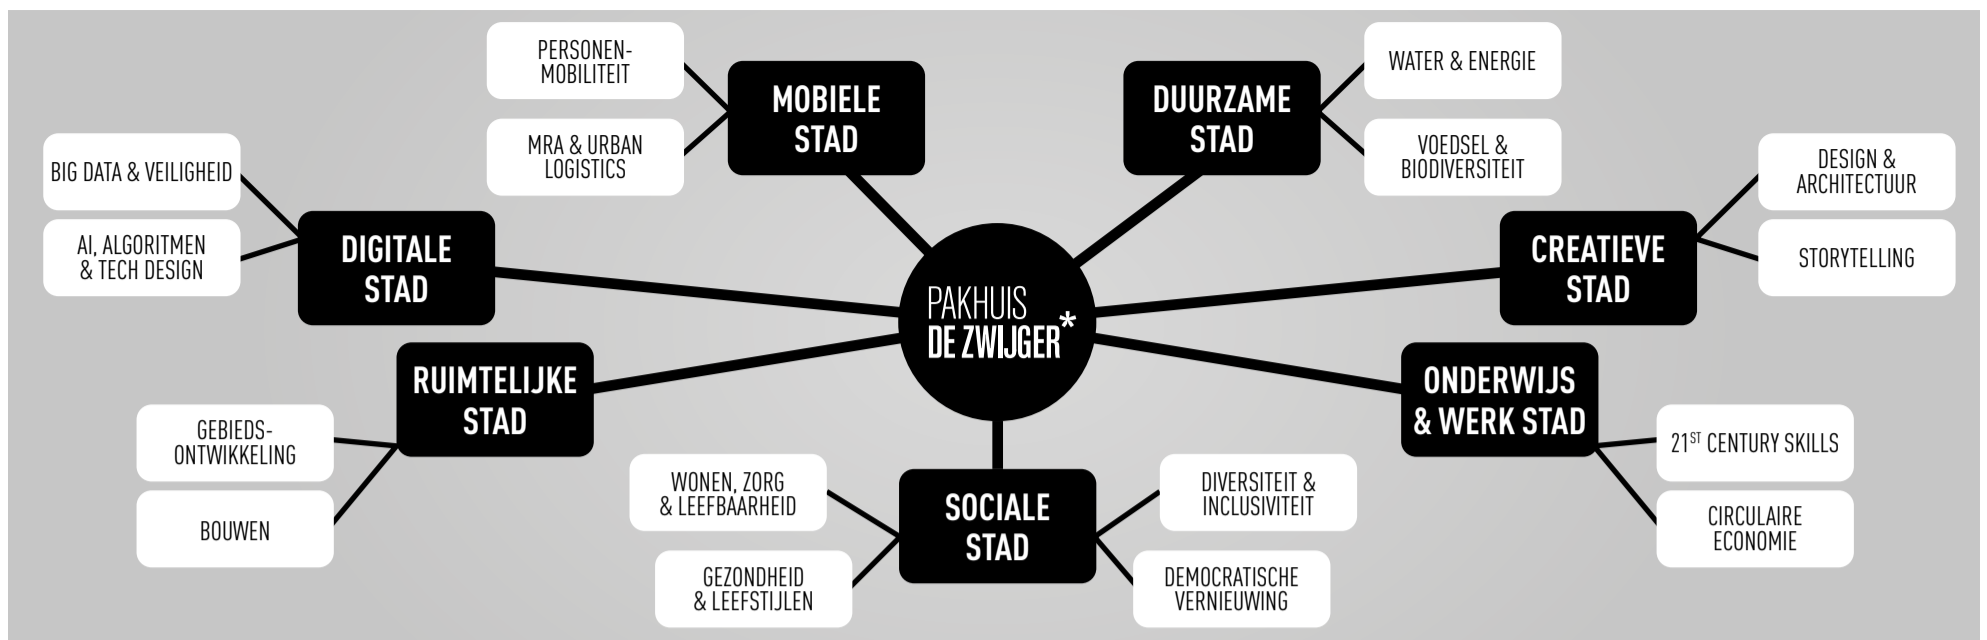 PERSONEN-
MOBILITEIT
MRA & URBAN
LOGISTICS
MOBIELE
STAD
DUURZAME
STAD
WATER & ENERGIE
VOEDSEL &
BIODIVERSITEIT
BIG DATA & VEILIGHEID
AI, ALGORITMEN
& TECH DESIGN
DIGITALE
STAD
PAKHUIS
DE ZWIJGER*
CREATIEVE
STAD
DESIGN &
ARCHITECTUUR
STORYTELLING
RUIMTELIJKE
STAD
GEBIEDS-
ONTWIKKELING
BOUWEN
WONEN, ZORG
& LEEFBAARHEID
GEZONDHEID
& LEEFSTIJLEN
SOCIALE
STAD
DIVERSITEIT &
INCLUSIVITEIT
DEMOCRATISCHE
VERNIEUWING
ONDERWIJS
& WERK STAD
21ST CENTURY SKILLS
CIRCULAIRE
ECONOMIE